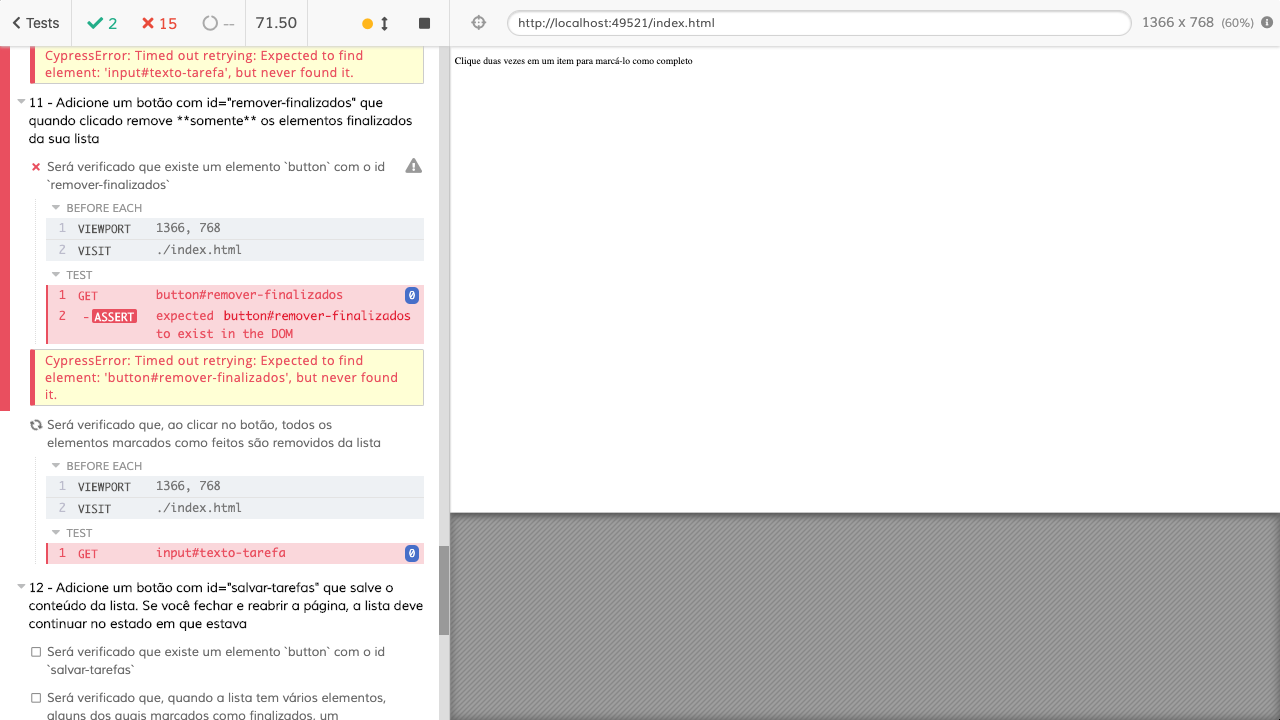 Tests 2 15 -- 71.50
http://localhost:49521/index.html 1366 x 768 (60%)
CypressError: Timed out retrying: Expected to find
element: 'input#texto-tarefa', but never found it.
11 - Adicione um botão com id="remover-finalizados" que
quando clicado remove **somente** os elementos finalizados
da sua lista
Será verificado que existe um elemento `button` com o id
`remover-finalizados`
BEFORE EACH
1 VIEWPORT 1366, 768
2 VISIT ./index.html
TEST
1 GET button#remover-finalizados 0
2 -ASSERT expected button#remover-finalizados
to exist in the DOM
CypressError: Timed out retrying: Expected to find
element: 'button#remover-finalizados', but never found
it.
Será verificado que, ao clicar no botão, todos os
elementos marcados como feitos são removidos da lista
BEFORE EACH
1 VIEWPORT 1366, 768
2 VISIT ./index.html
TEST
1 GET input#texto-tarefa 0
12 - Adicione um botão com id="salvar-tarefas" que salve o
conteúdo da lista. Se você fechar e reabrir a página, a lista deve
continuar no estado em que estava
Será verificado que existe um elemento `button` com o id
`salvar-tarefas`
Será verificado que, quando a lista tem vários elementos,
alguns dos quais marcados como finalizados, um
Clique duas vezes em um item para marcá-lo como completo